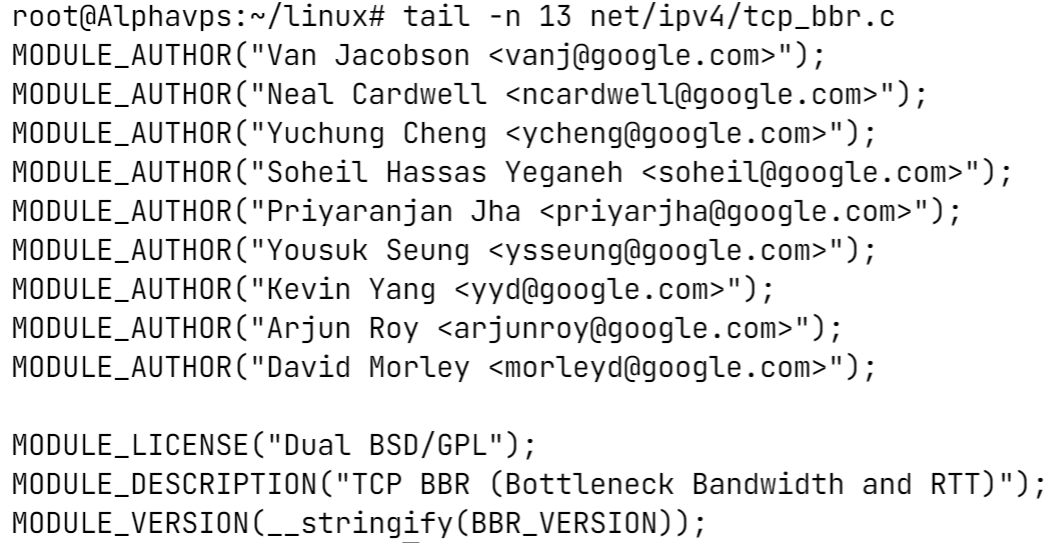 root@Alphavps:~/linux# tail -n 13 net/ipv4/tcp_bbr.c
MODULE_AUTHOR("Van Jacobson <vanj@google.com>");
MODULE_AUTHOR("Neal Cardwell <ncardwell@google.com>");
MODULE_AUTHOR("Yuchung Cheng <ycheng@google.com>");
MODULE_AUTHOR("Soheil Hassas Yeganeh <soheil@google.com>");
MODULE_AUTHOR("Priyaranjan Jha <priyarjha@google.com>");
MODULE_AUTHOR("Yousuk Seung <ysseung@google.com>");
MODULE_AUTHOR("Kevin Yang <yyd@google.com>");
MODULE_AUTHOR("Arjun Roy <arjunroy@google.com>");
MODULE_AUTHOR("David Morley <morleyd@google.com>");

MODULE_LICENSE("Dual BSD/GPL");
MODULE_DESCRIPTION("TCP BBR (Bottleneck Bandwidth and RTT)");
MODULE_VERSION(__stringify(BBR_VERSION));